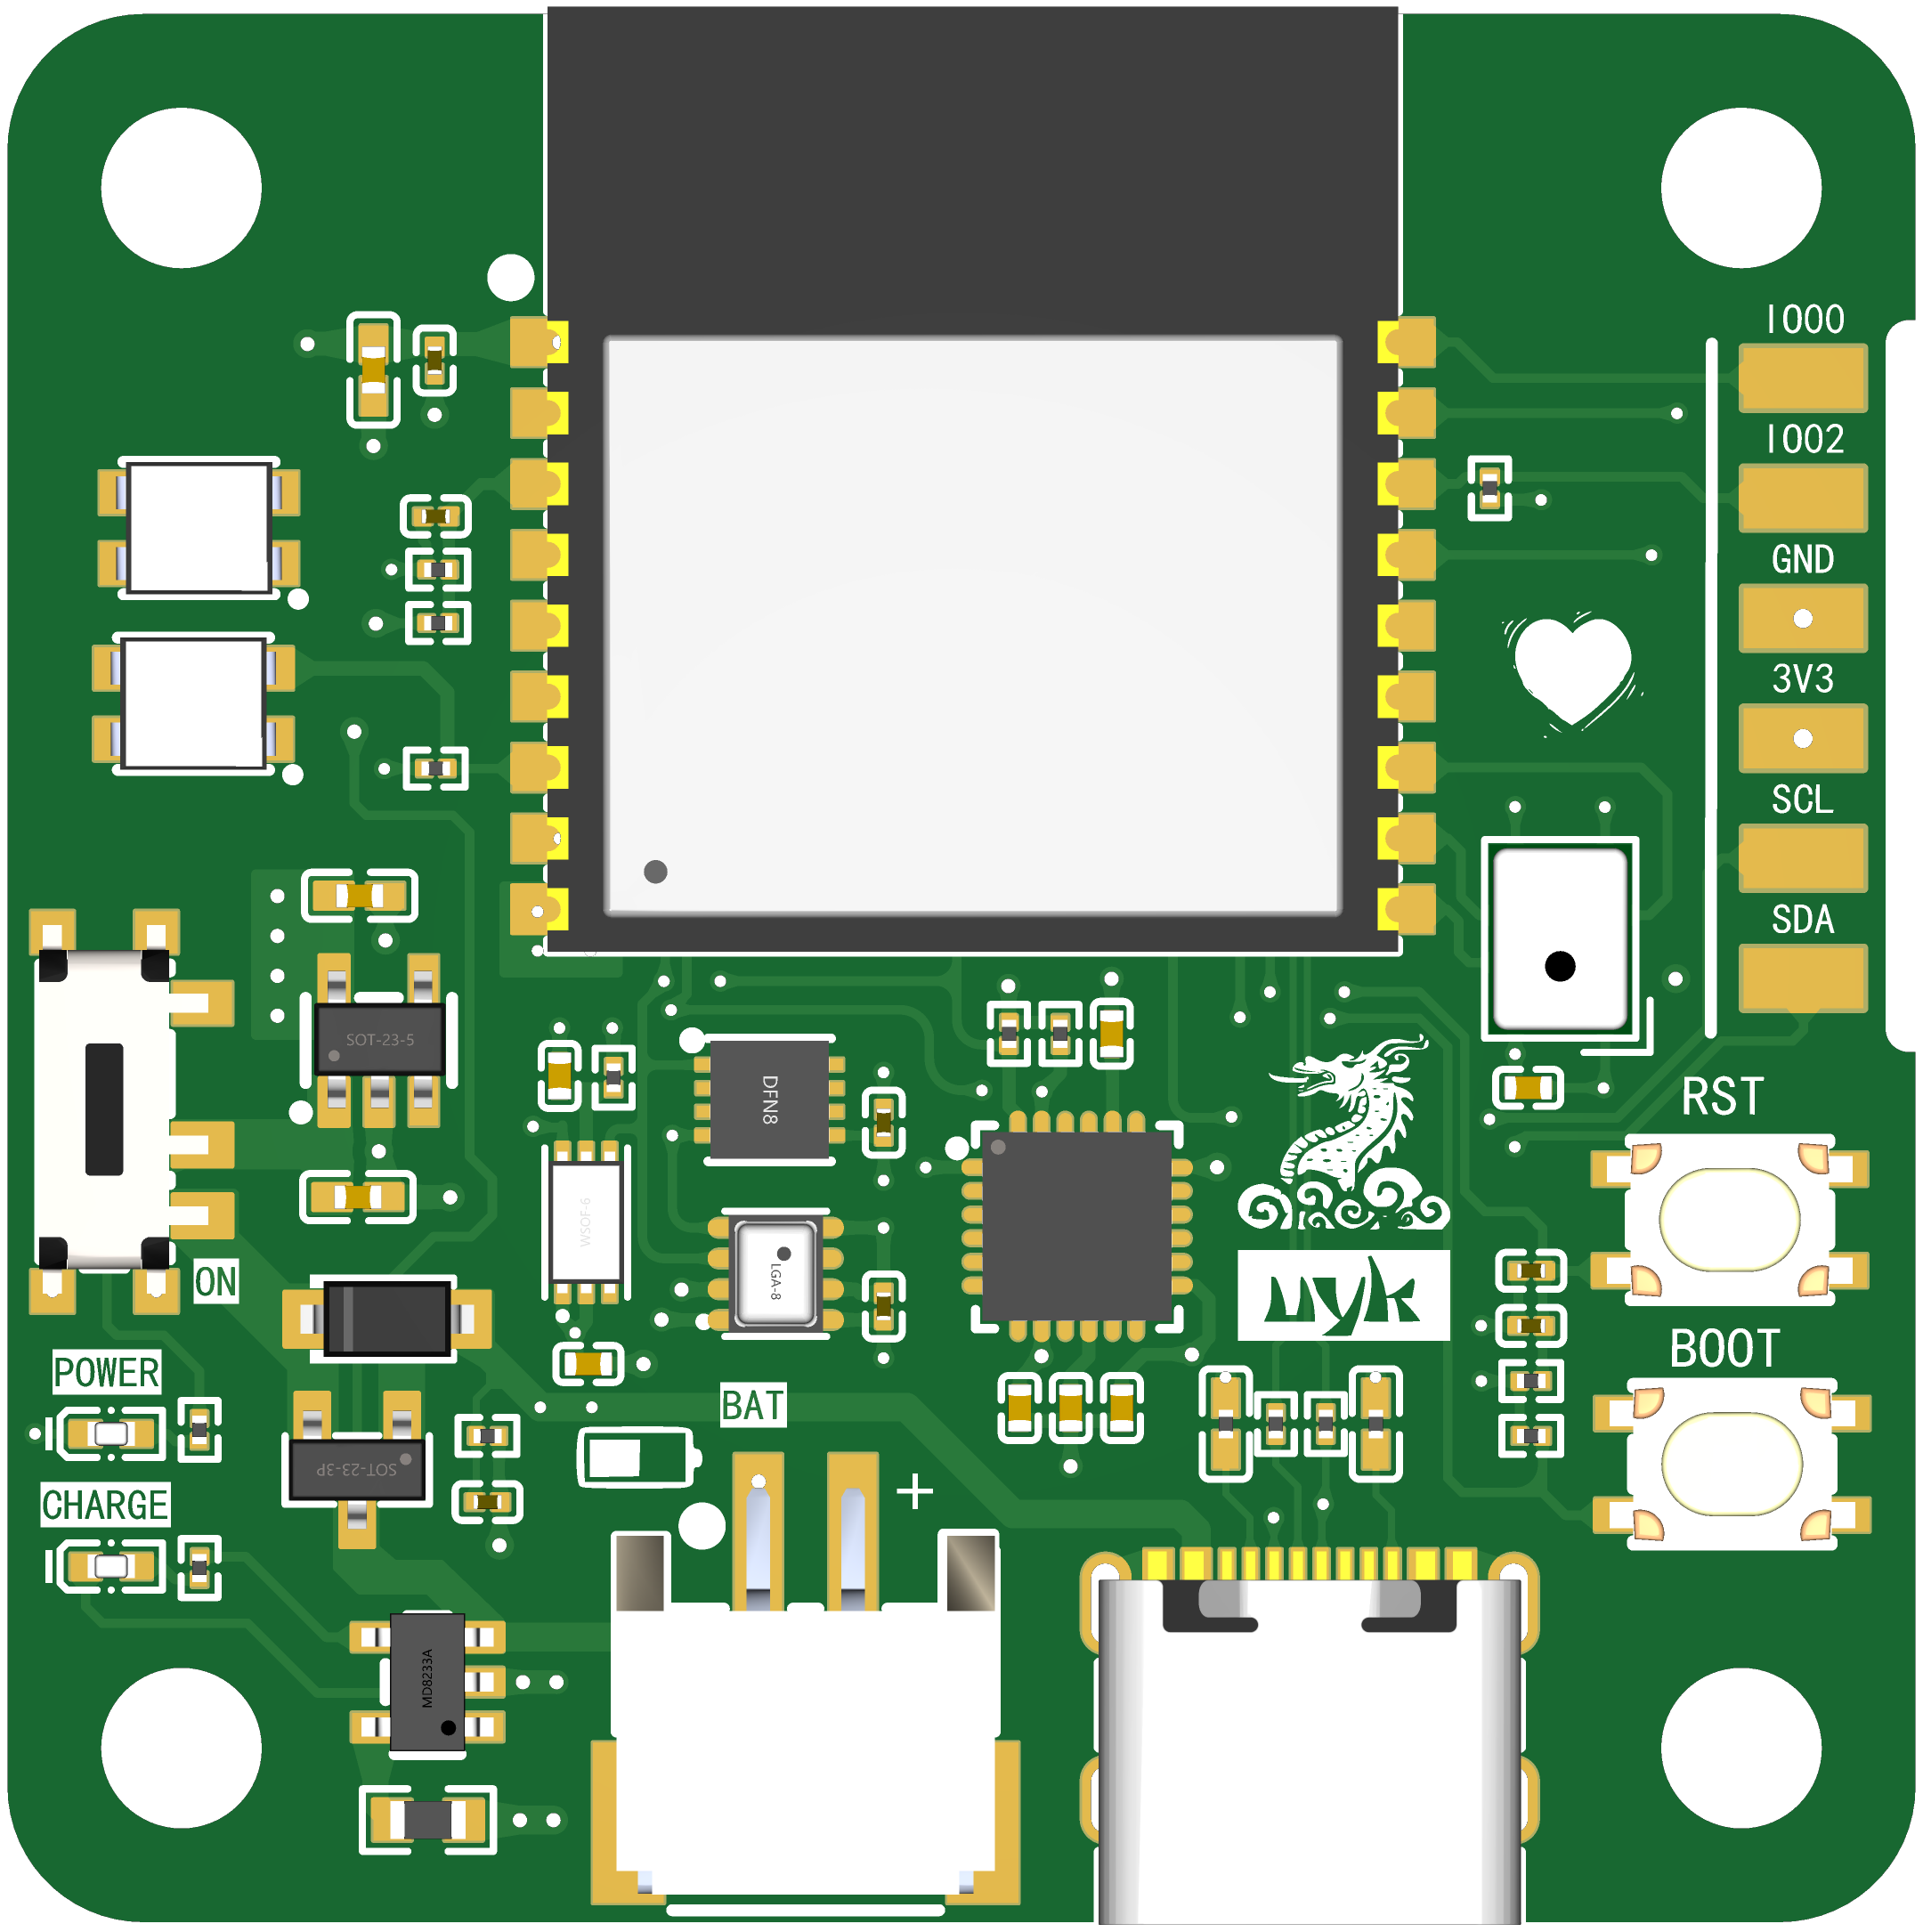 IO00
IO02
GND
3V3
SCL
SDA
SOT-23-5
DFN8
RST
WSOF-6
LGA-8
ON
nyk
BOOT
POWER
BAT
SOT-23-3P
+
CHARGE
MD8233A